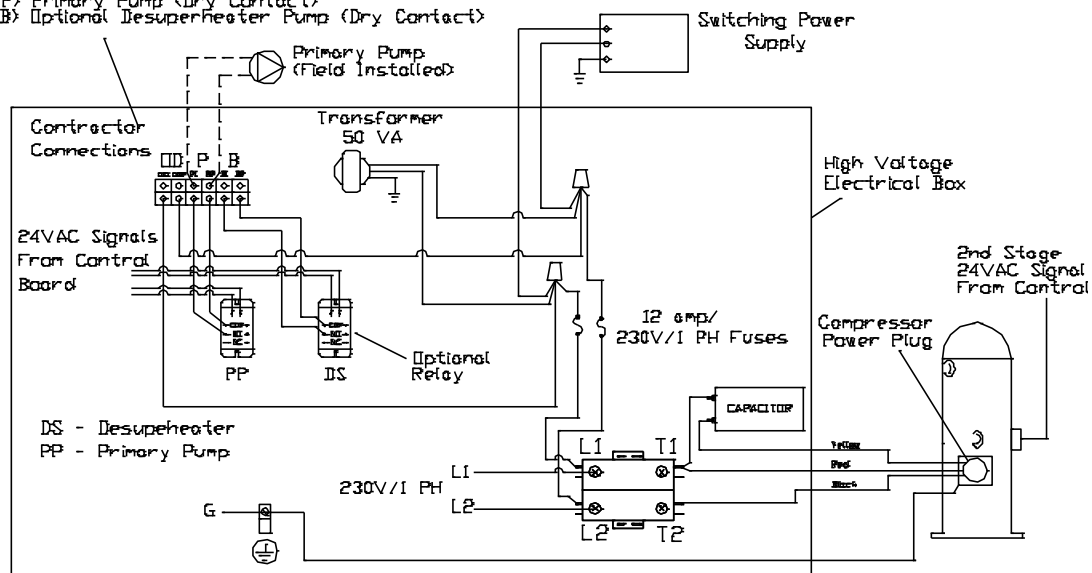 Primary Pump (Dry Contact)
B) Optional Desuperheater Pump (Dry Contact)
Switching Power
Supply
Primary Pump
(Field Installed)
Contractor
Connections
Transformer
50 VA
P B
High Voltage
Electrical Box
24VAC Signals
From Control
Board
2nd Stage
24VAC Signal
From Control
12 amp/
230V/1 PH Fuses
Compressor
Power Plug
Optional
Relay
PP
DS
CAPACITOR
DS - Desupeheater
PP - Primary Pump
L1
T1
Yellow
Red
Black
L1
230V/1 PH
L2
G
L2
T2